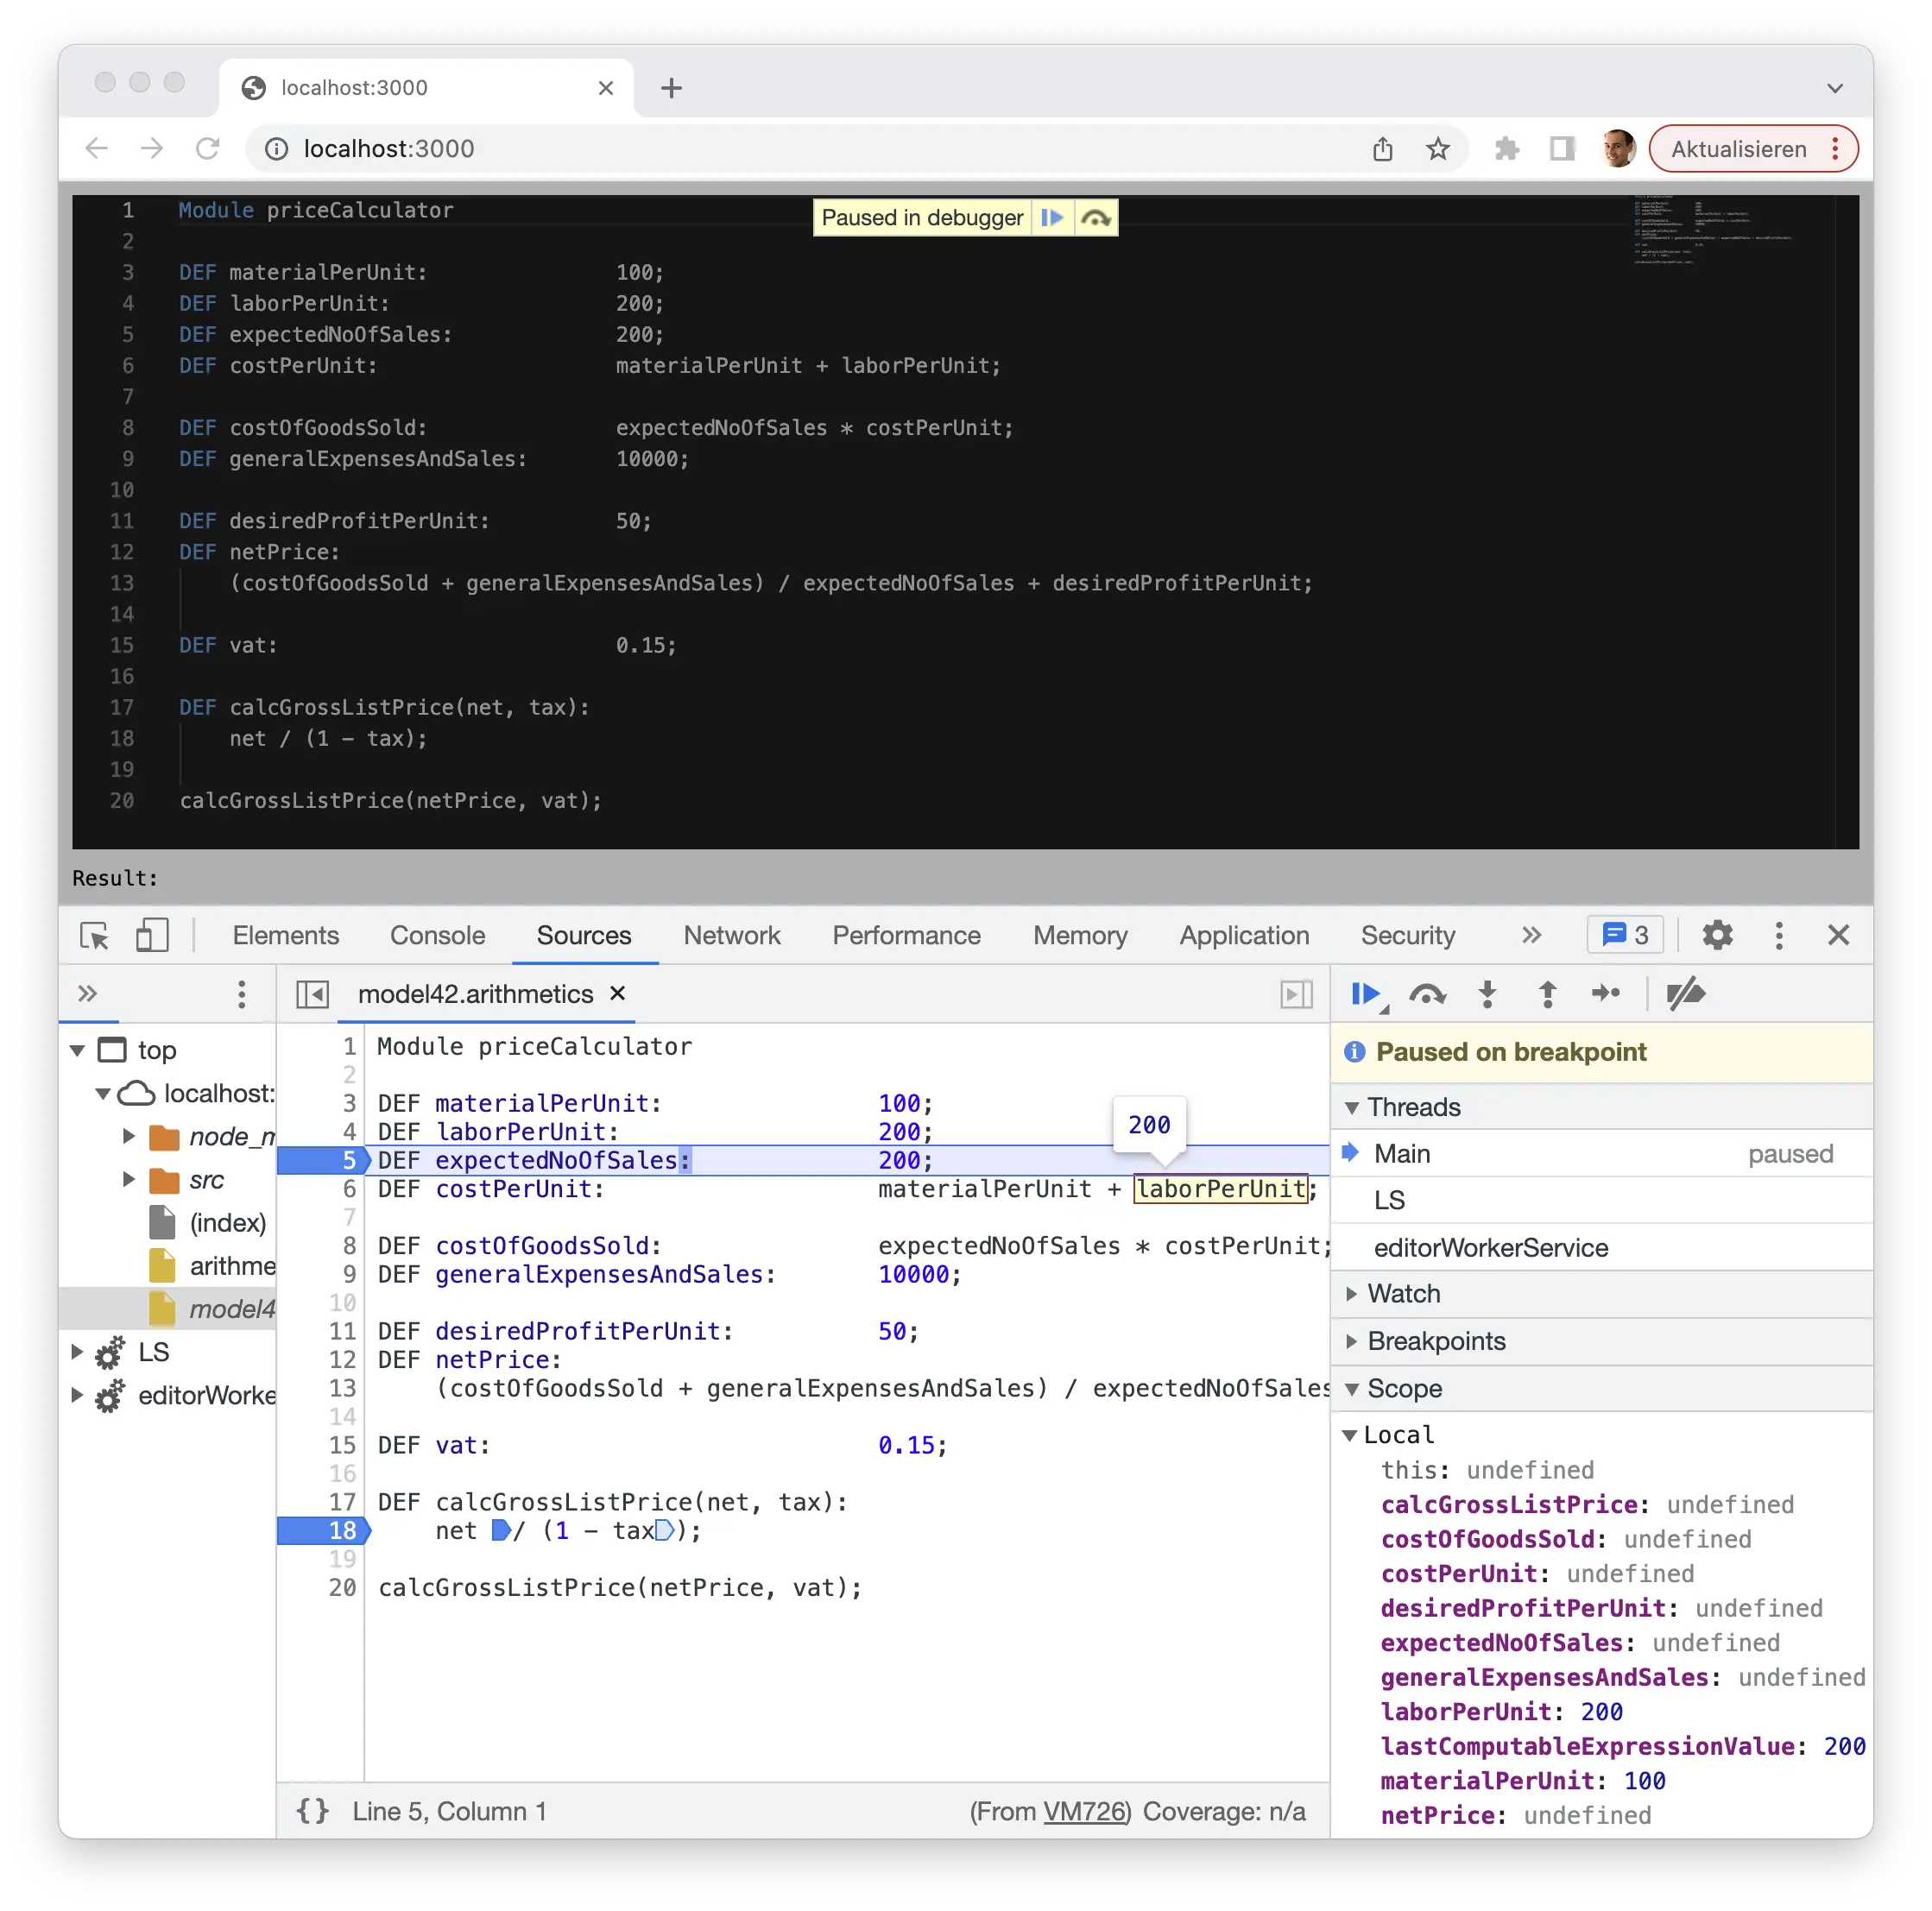 localhost:3000
localhost:3000
Aktualisieren
Paused in debugger
1 Module priceCalculator
2
3 DEF materialPerUnit: 100;
4 DEF laborPerUnit: 200;
5 DEF expectedNoOfSales: 200;
6 DEF costPerUnit: materialPerUnit + laborPerUnit;
7
8 DEF costOfGoodsSold: expectedNoOfSales * costPerUnit;
9 DEF generalExpensesAndSales: 10000;
10
11 DEF desiredProfitPerUnit: 50;
12 DEF netPrice:
13 (costOfGoodsSold + generalExpensesAndSales) / expectedNoOfSales + desiredProfitPerUnit;
14
15 DEF vat: 0.15;
16
17 DEF calcGrossListPrice(net, tax):
18 net / (1 - tax);
19
20 calcGrossListPrice(netPrice, vat);
Result:
Elements Console Sources Network Performance Memory Application Security 3
model42.arithmetics
top
localhost:
node_m
src
(index)
arithme
model4
LS
editorWorke
1 Module priceCalculator
2
3 DEF materialPerUnit: 100;
4 DEF laborPerUnit: 200;
200
5 DEF expectedNoOfSales: 200;
6 DEF costPerUnit: materialPerUnit + laborPerUnit;
7
8 DEF costOfGoodsSold: expectedNoOfSales * costPerUnit;
9 DEF generalExpensesAndSales: 10000;
10
11 DEF desiredProfitPerUnit: 50;
12 DEF netPrice:
13 (costOfGoodsSold + generalExpensesAndSales) / expectedNoOfSales
14
15 DEF vat: 0.15;
16
17 DEF calcGrossListPrice(net, tax):
18 net / (1 - tax);
19
20 calcGrossListPrice(netPrice, vat);
{} Line 5, Column 1 (From VM726) Coverage: n/a
Paused on breakpoint
Threads
Main paused
LS
editorWorkerService
Watch
Breakpoints
Scope
Local
this: undefined
calcGrossListPrice: undefined
costOfGoodsSold: undefined
costPerUnit: undefined
desiredProfitPerUnit: undefined
expectedNoOfSales: undefined
generalExpensesAndSales: undefined
laborPerUnit: 200
lastComputableExpressionValue: 200
materialPerUnit: 100
netPrice: undefined